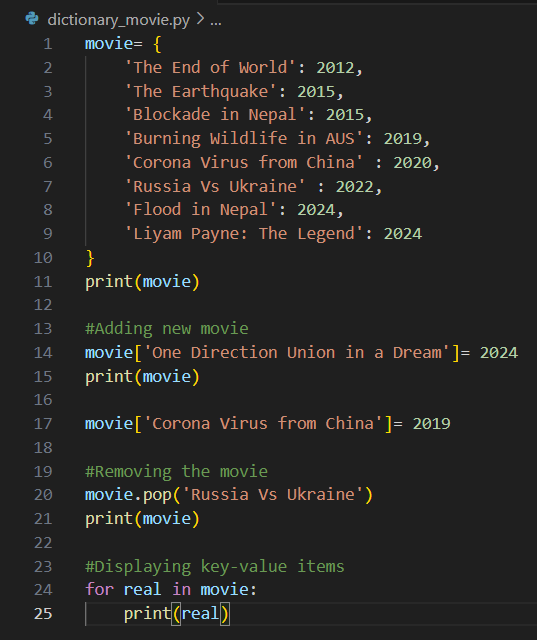 dictionary_movie.py > ...
1 movie= {
2     'The End of World': 2012,
3     'The Earthquake': 2015,
4     'Blockade in Nepal': 2015,
5     'Burning Wildlife in AUS': 2019,
6     'Corona Virus from China' : 2020,
7     'Russia Vs Ukraine' : 2022,
8     'Flood in Nepal': 2024,
9     'Liyam Payne: The Legend': 2024
10 }
11 print(movie)
12
13 #Adding new movie
14 movie['One Direction Union in a Dream']= 2024
15 print(movie)
16
17 movie['Corona Virus from China']= 2019
18
19 #Removing the movie
20 movie.pop('Russia Vs Ukraine')
21 print(movie)
22
23 #Displaying key-value items
24 for real in movie:
25     print(real)